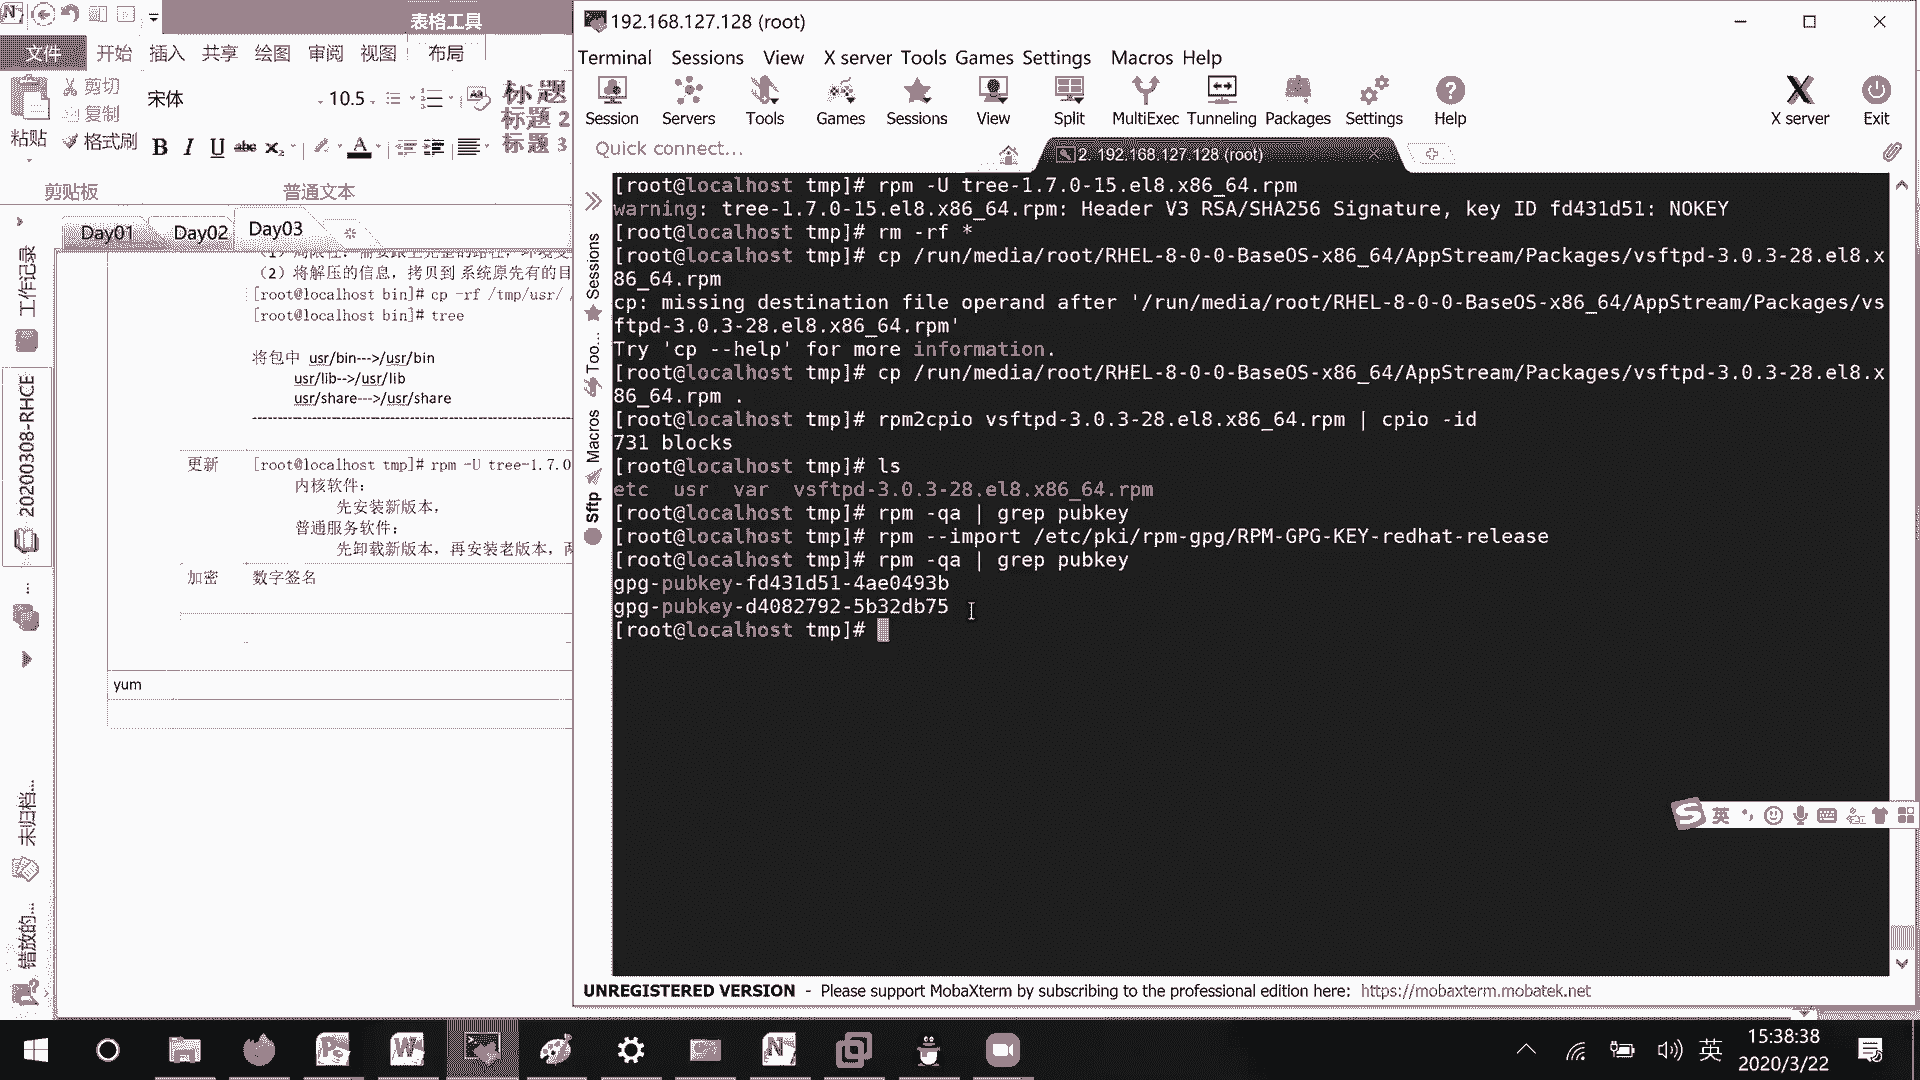 表格工具
文件 开始 插入 共享 绘图 审阅 视图 布局
剪切
复制
格式刷
粘贴
宋体 10.5
B I U abc
标题
标题 2
标题 3
剪贴板 普通文本
Day01 Day02 Day03
工作记录
20200308-RHCE
...
未归档...
错放的...
(2) 将解压的信息, 拷贝到 系统原先有的目
[root@localhost bin]# cp -rf /tmp/usr/ /
[root@localhost bin]# tree
将包中 usr/bin--->/usr/bin
usr/lib-->/usr/lib
usr/share--->/usr/share
更新 [root@localhost tmp]# rpm -U tree-1.7.0
内核软件:
先安装新版本,
普通服务软件:
先卸载新版本, 再安装老版本, 两
加密 数字签名
yum
192.168.127.128 (root)
Terminal Sessions View X server Tools Games Settings Macros Help
Session Servers Tools Games Sessions View Split MultiExec Tunneling Packages Settings Help X server Exit
Quick connect...
2. 192.168.127.128 (root)
Sessions
Too...
Macros
Sftp
[root@localhost tmp]# rpm -U tree-1.7.0-15.el8.x86_64.rpm
warning: tree-1.7.0-15.el8.x86_64.rpm: Header V3 RSA/SHA256 Signature, key ID fd431d51: NOKEY
[root@localhost tmp]# rm -rf *
[root@localhost tmp]# cp /run/media/root/RHEL-8-0-0-BaseOS-x86_64/AppStream/Packages/vsftpd-3.0.3-28.el8.x
86_64.rpm
cp: missing destination file operand after '/run/media/root/RHEL-8-0-0-BaseOS-x86_64/AppStream/Packages/vs
ftpd-3.0.3-28.el8.x86_64.rpm'
Try 'cp --help' for more information.
[root@localhost tmp]# cp /run/media/root/RHEL-8-0-0-BaseOS-x86_64/AppStream/Packages/vsftpd-3.0.3-28.el8.x
86_64.rpm .
[root@localhost tmp]# rpm2cpio vsftpd-3.0.3-28.el8.x86_64.rpm | cpio -id
731 blocks
[root@localhost tmp]# ls
etc usr var vsftpd-3.0.3-28.el8.x86_64.rpm
[root@localhost tmp]# rpm -qa | grep pubkey
[root@localhost tmp]# rpm --import /etc/pki/rpm-gpg/RPM-GPG-KEY-redhat-release
[root@localhost tmp]# rpm -qa | grep pubkey
gpg-pubkey-fd431d51-4ae0493b
gpg-pubkey-d4082792-5b32db75
[root@localhost tmp]#
UNREGISTERED VERSION - Please support MobaXterm by subscribing to the professional edition here: https://mobaxterm.mobatek.net
英
英
15:38:38
2020/3/22